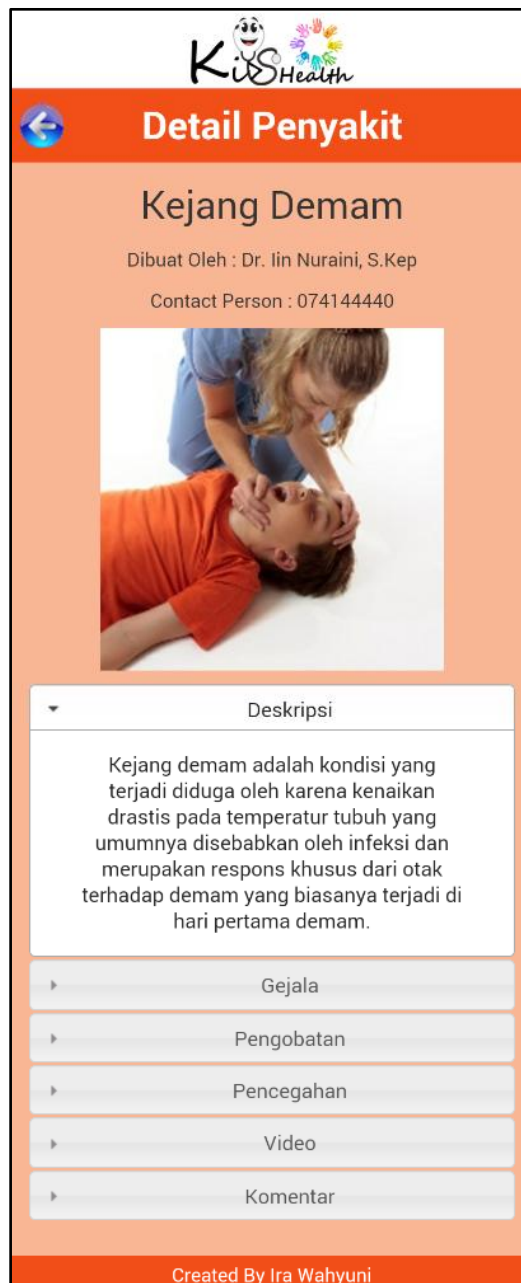 KidsHealth
Detail Penyakit
Kejang Demam
Dibuat Oleh : Dr. Iin Nuraini, S.Kep
Contact Person : 074144440
Deskripsi
Kejang demam adalah kondisi yang
terjadi diduga oleh karena kenaikan
drastis pada temperatur tubuh yang
umumnya disebabkan oleh infeksi dan
merupakan respons khusus dari otak
terhadap demam yang biasanya terjadi di
hari pertama demam.
Gejala
Pengobatan
Pencegahan
Video
Komentar
Created By Ira Wahyuni